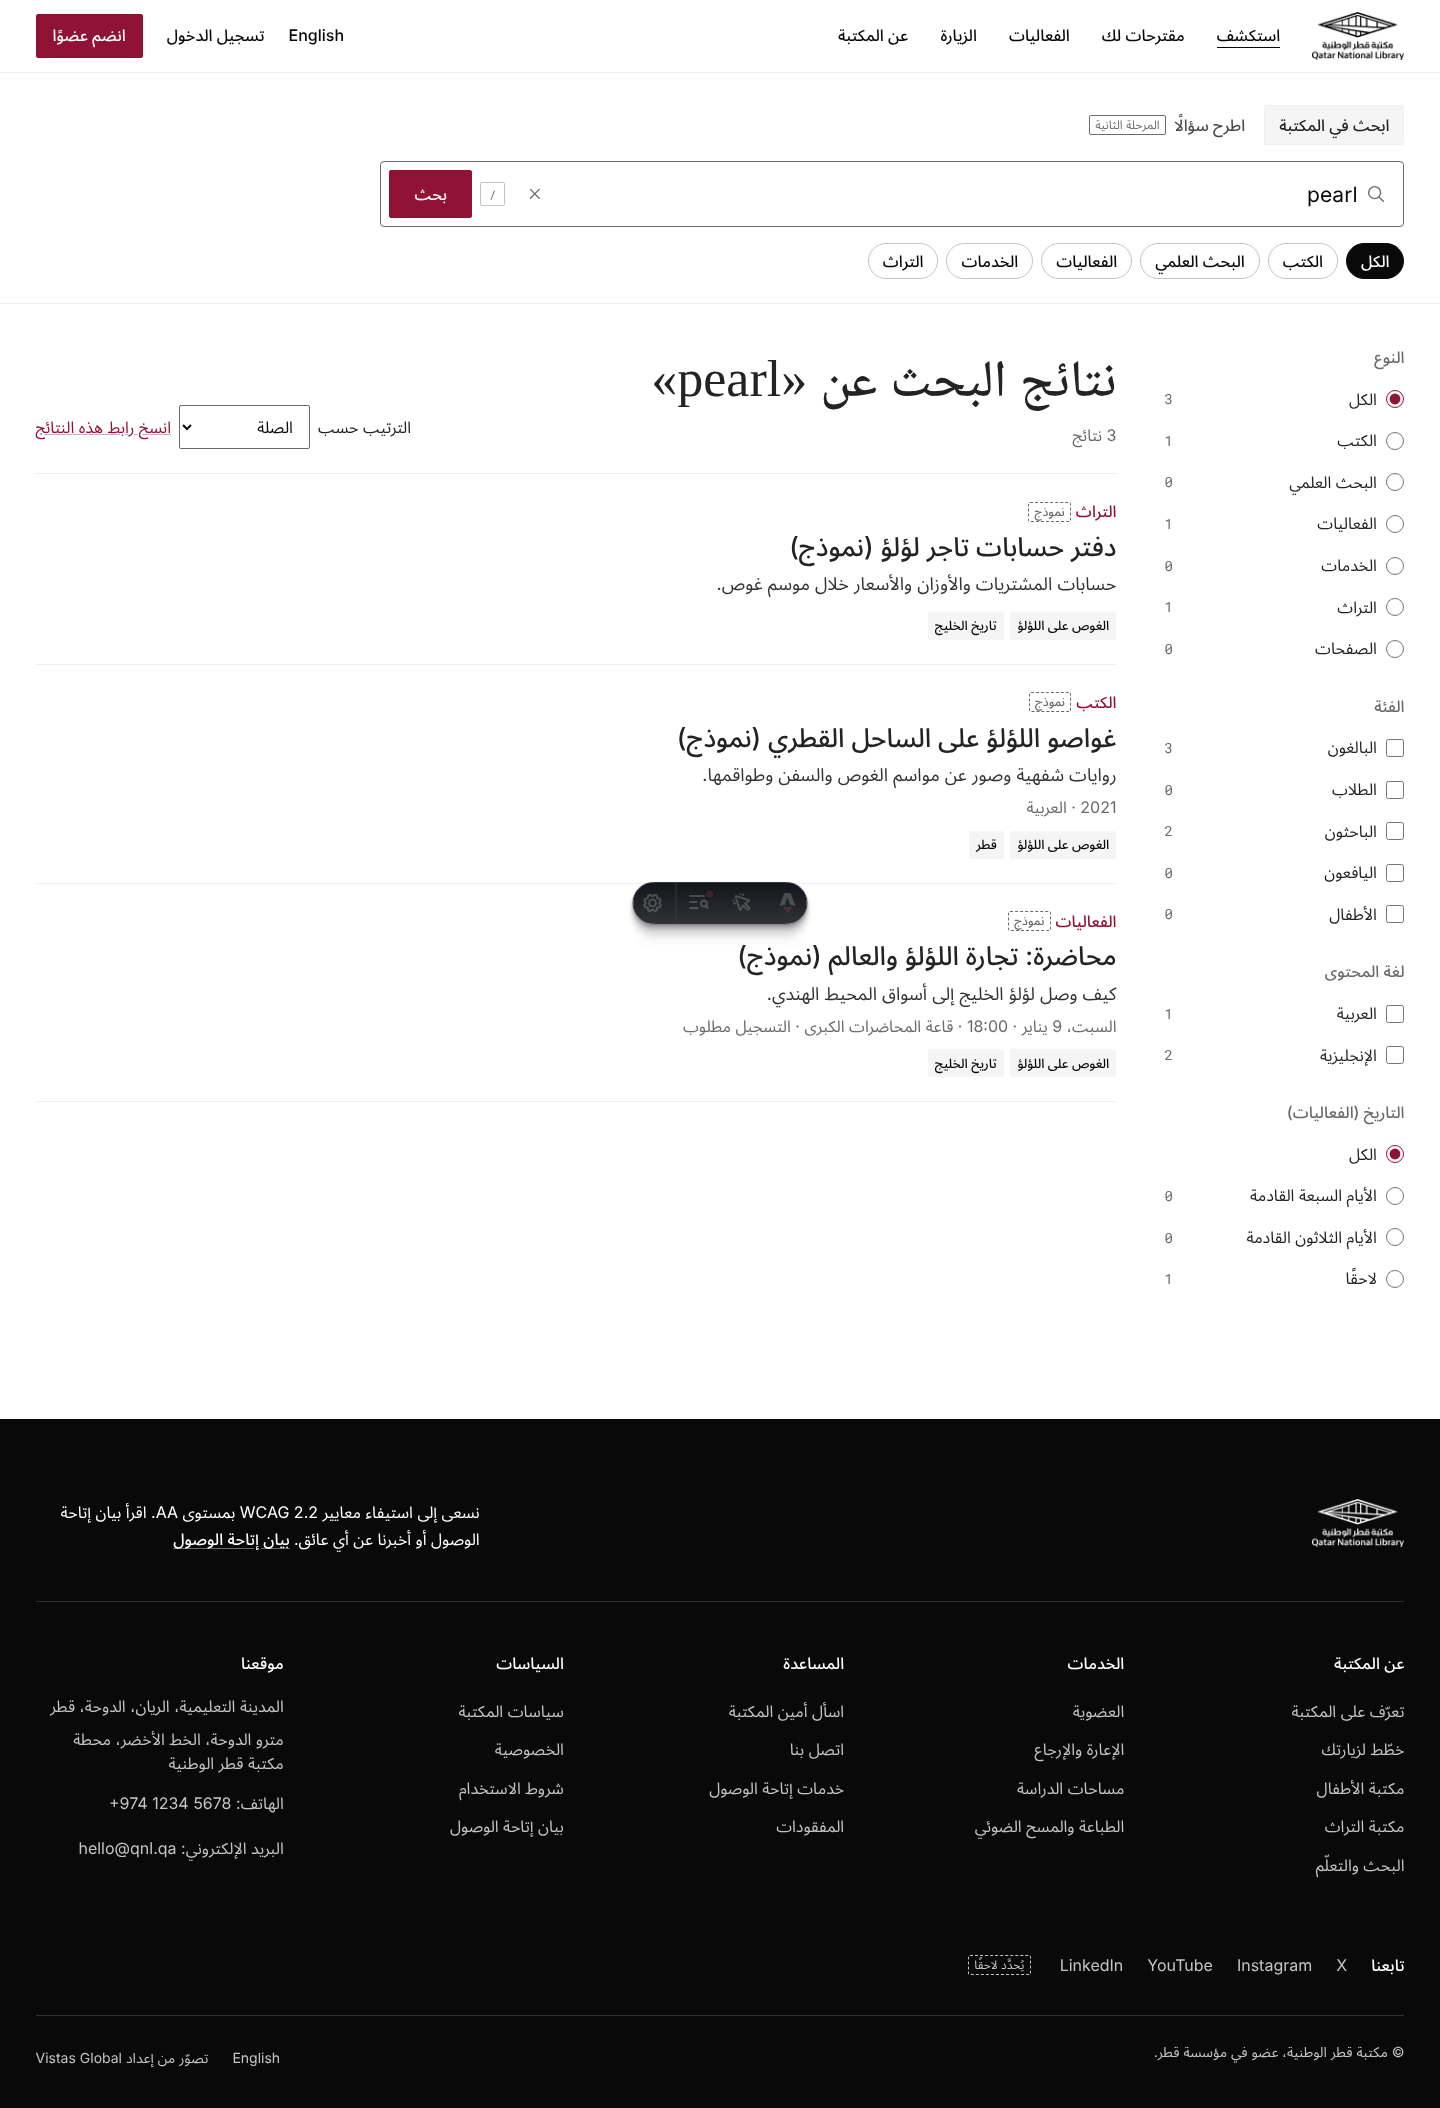 مكتبة قطر الوطنية
Qatar National Library
استكشف
مقترحات لك
الفعاليات
الزيارة
عن المكتبة
English
تسجيل الدخول
انضم عضوًا
ابحث في المكتبة
اطرح سؤالًا
المرحلة الثانية
pearl
/
بحث
الكل
الكتب
البحث العلمي
الفعاليات
الخدمات
التراث
النوع
الكل 3
الكتب 1
البحث العلمي 0
الفعاليات 1
الخدمات 0
التراث 1
الصفحات 0
الفئة
البالغون 3
الطلاب 0
الباحثون 2
اليافعون 0
الأطفال 0
لغة المحتوى
العربية 1
الإنجليزية 2
التاريخ (الفعاليات)
الكل
الأيام السبعة القادمة 0
الأيام الثلاثون القادمة 0
لاحقًا 1
نتائج البحث عن «pearl»
3 نتائج
الترتيب حسب
الصلة
انسخ رابط هذه النتائج
التراث نموذج
دفتر حسابات تاجر لؤلؤ (نموذج)
حسابات المشتريات والأوزان والأسعار خلال موسم غوص.
الغوص على اللؤلؤ
تاريخ الخليج
الكتب نموذج
غواصو اللؤلؤ على الساحل القطري (نموذج)
روايات شفهية وصور عن مواسم الغوص والسفن وطواقمها.
2021 · العربية
الغوص على اللؤلؤ
قطر
الفعاليات نموذج
محاضرة: تجارة اللؤلؤ والعالم (نموذج)
كيف وصل لؤلؤ الخليج إلى أسواق المحيط الهندي.
السبت، 9 يناير · 18:00 · قاعة المحاضرات الكبرى · التسجيل مطلوب
الغوص على اللؤلؤ
تاريخ الخليج
مكتبة قطر الوطنية
Qatar National Library
نسعى إلى استيفاء معايير WCAG 2.2 بمستوى AA. اقرأ بيان إتاحة
الوصول أو أخبرنا عن أي عائق. بيان إتاحة الوصول
عن المكتبة
تعرّف على المكتبة
خطّط لزيارتك
مكتبة الأطفال
مكتبة التراث
البحث والتعلّم
الخدمات
العضوية
الإعارة والإرجاع
مساحات الدراسة
الطباعة والمسح الضوئي
المساعدة
اسأل أمين المكتبة
اتصل بنا
خدمات إتاحة الوصول
المفقودات
السياسات
سياسات المكتبة
الخصوصية
شروط الاستخدام
بيان إتاحة الوصول
موقعنا
المدينة التعليمية، الريان، الدوحة، قطر
مترو الدوحة، الخط الأخضر، محطة
مكتبة قطر الوطنية
الهاتف: +974 1234 5678
البريد الإلكتروني: hello@qnl.qa
تابعنا
X
Instagram
YouTube
LinkedIn
يُحدَّد لاحقًا
© مكتبة قطر الوطنية، عضو في مؤسسة قطر.
English
تصوّر من إعداد Vistas Global